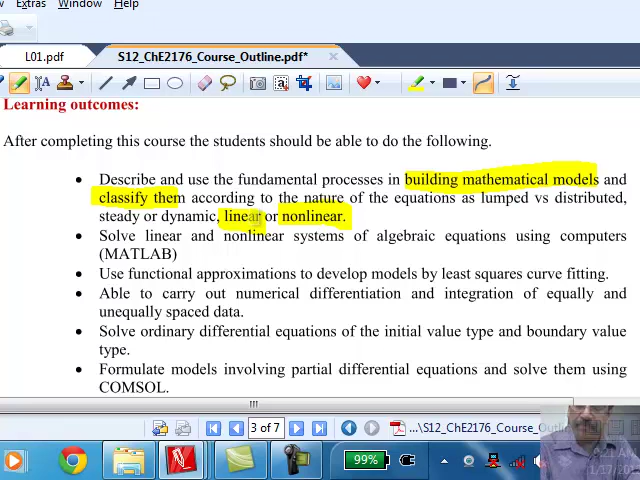 Extras Window Help
L01.pdf S12_ChE2176_Course_Outline.pdf*
Learning outcomes:
After completing this course the students should be able to do the following.
• Describe and use the fundamental processes in building mathematical models and
classify them according to the nature of the equations as lumped vs distributed,
steady or dynamic, linear or nonlinear.
• Solve linear and nonlinear systems of algebraic equations using computers
(MATLAB)
• Use functional approximations to develop models by least squares curve fitting.
• Able to carry out numerical differentiation and integration of equally and
unequally spaced data.
• Solve ordinary differential equations of the initial value type and boundary value
type.
• Formulate models involving partial differential equations and solve them using
COMSOL.
3 of 7 ...\S12_ChE2176_Course_Outline
99%